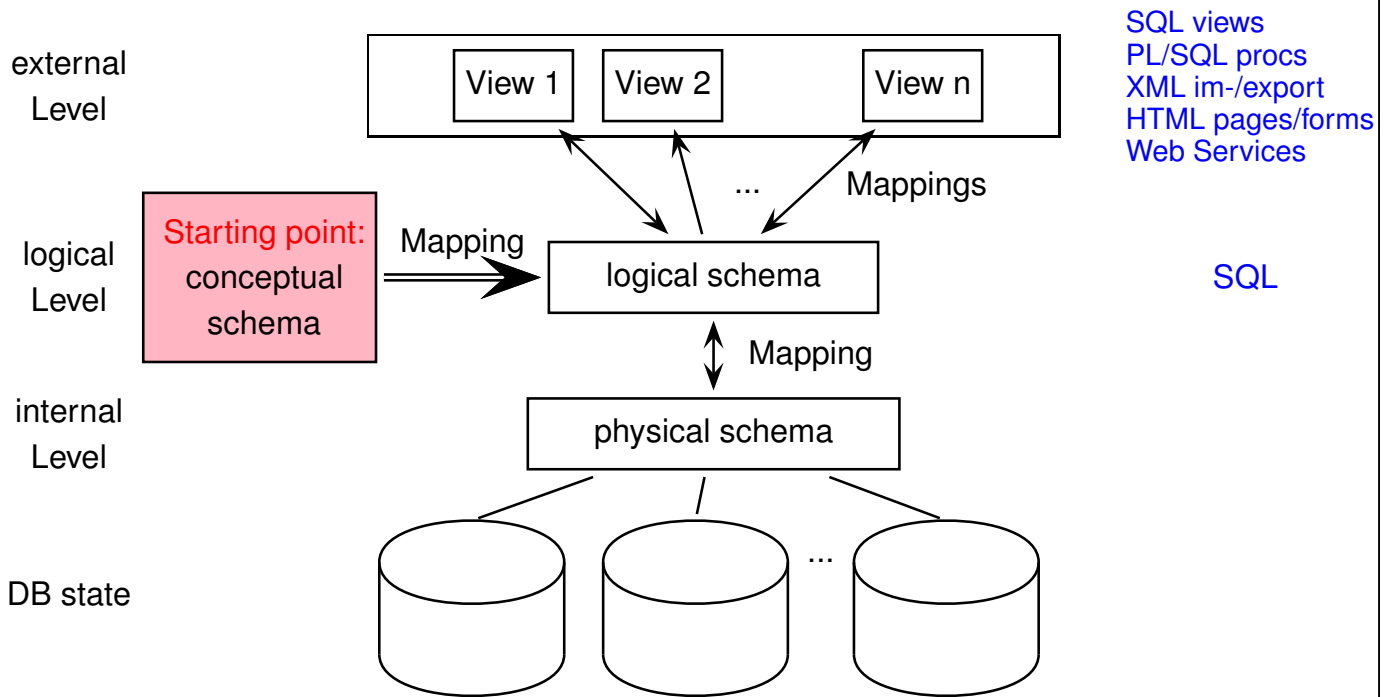 external
Level
View 1
View 2
View n
SQL views
PL/SQL procs
XML im-/export
HTML pages/forms
Web Services
...
Mappings
logical
Level
Starting point:
conceptual
schema
Mapping
logical schema
SQL
Mapping
internal
Level
physical schema
...
DB state